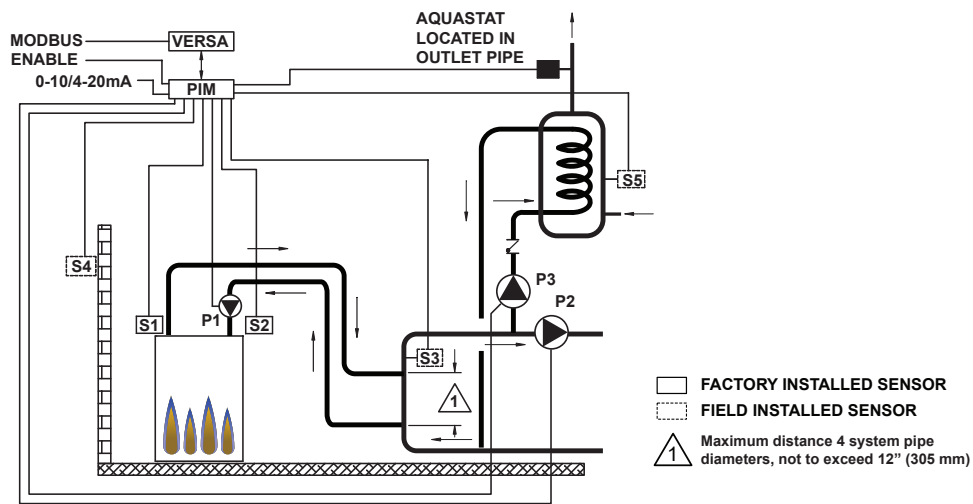 MODBUS
VERSA
ENABLE
0-10/4-20mA
PIM
AQUASTAT
LOCATED IN
OUTLET PIPE
S5
S4
P3
P2
S1
P1
S2
S3
1
FACTORY INSTALLED SENSOR
FIELD INSTALLED SENSOR
1
Maximum distance 4 system pipe
diameters, not to exceed 12” (305 mm)